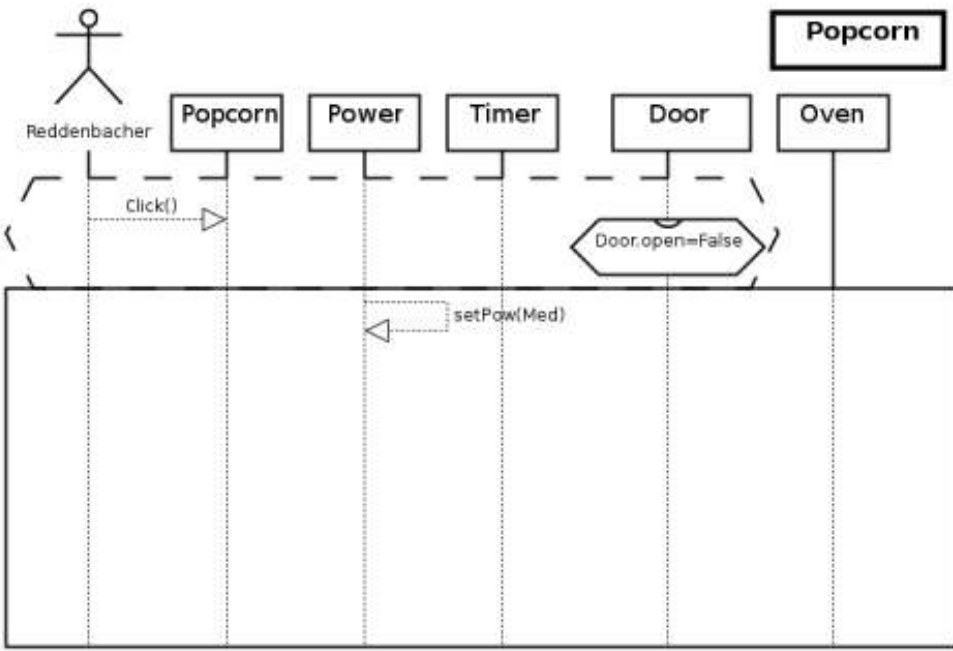 Popcorn
Reddenbacher
Popcorn
Power
Timer
Door
Oven
Click()
Door.open=False
setPow(Med)